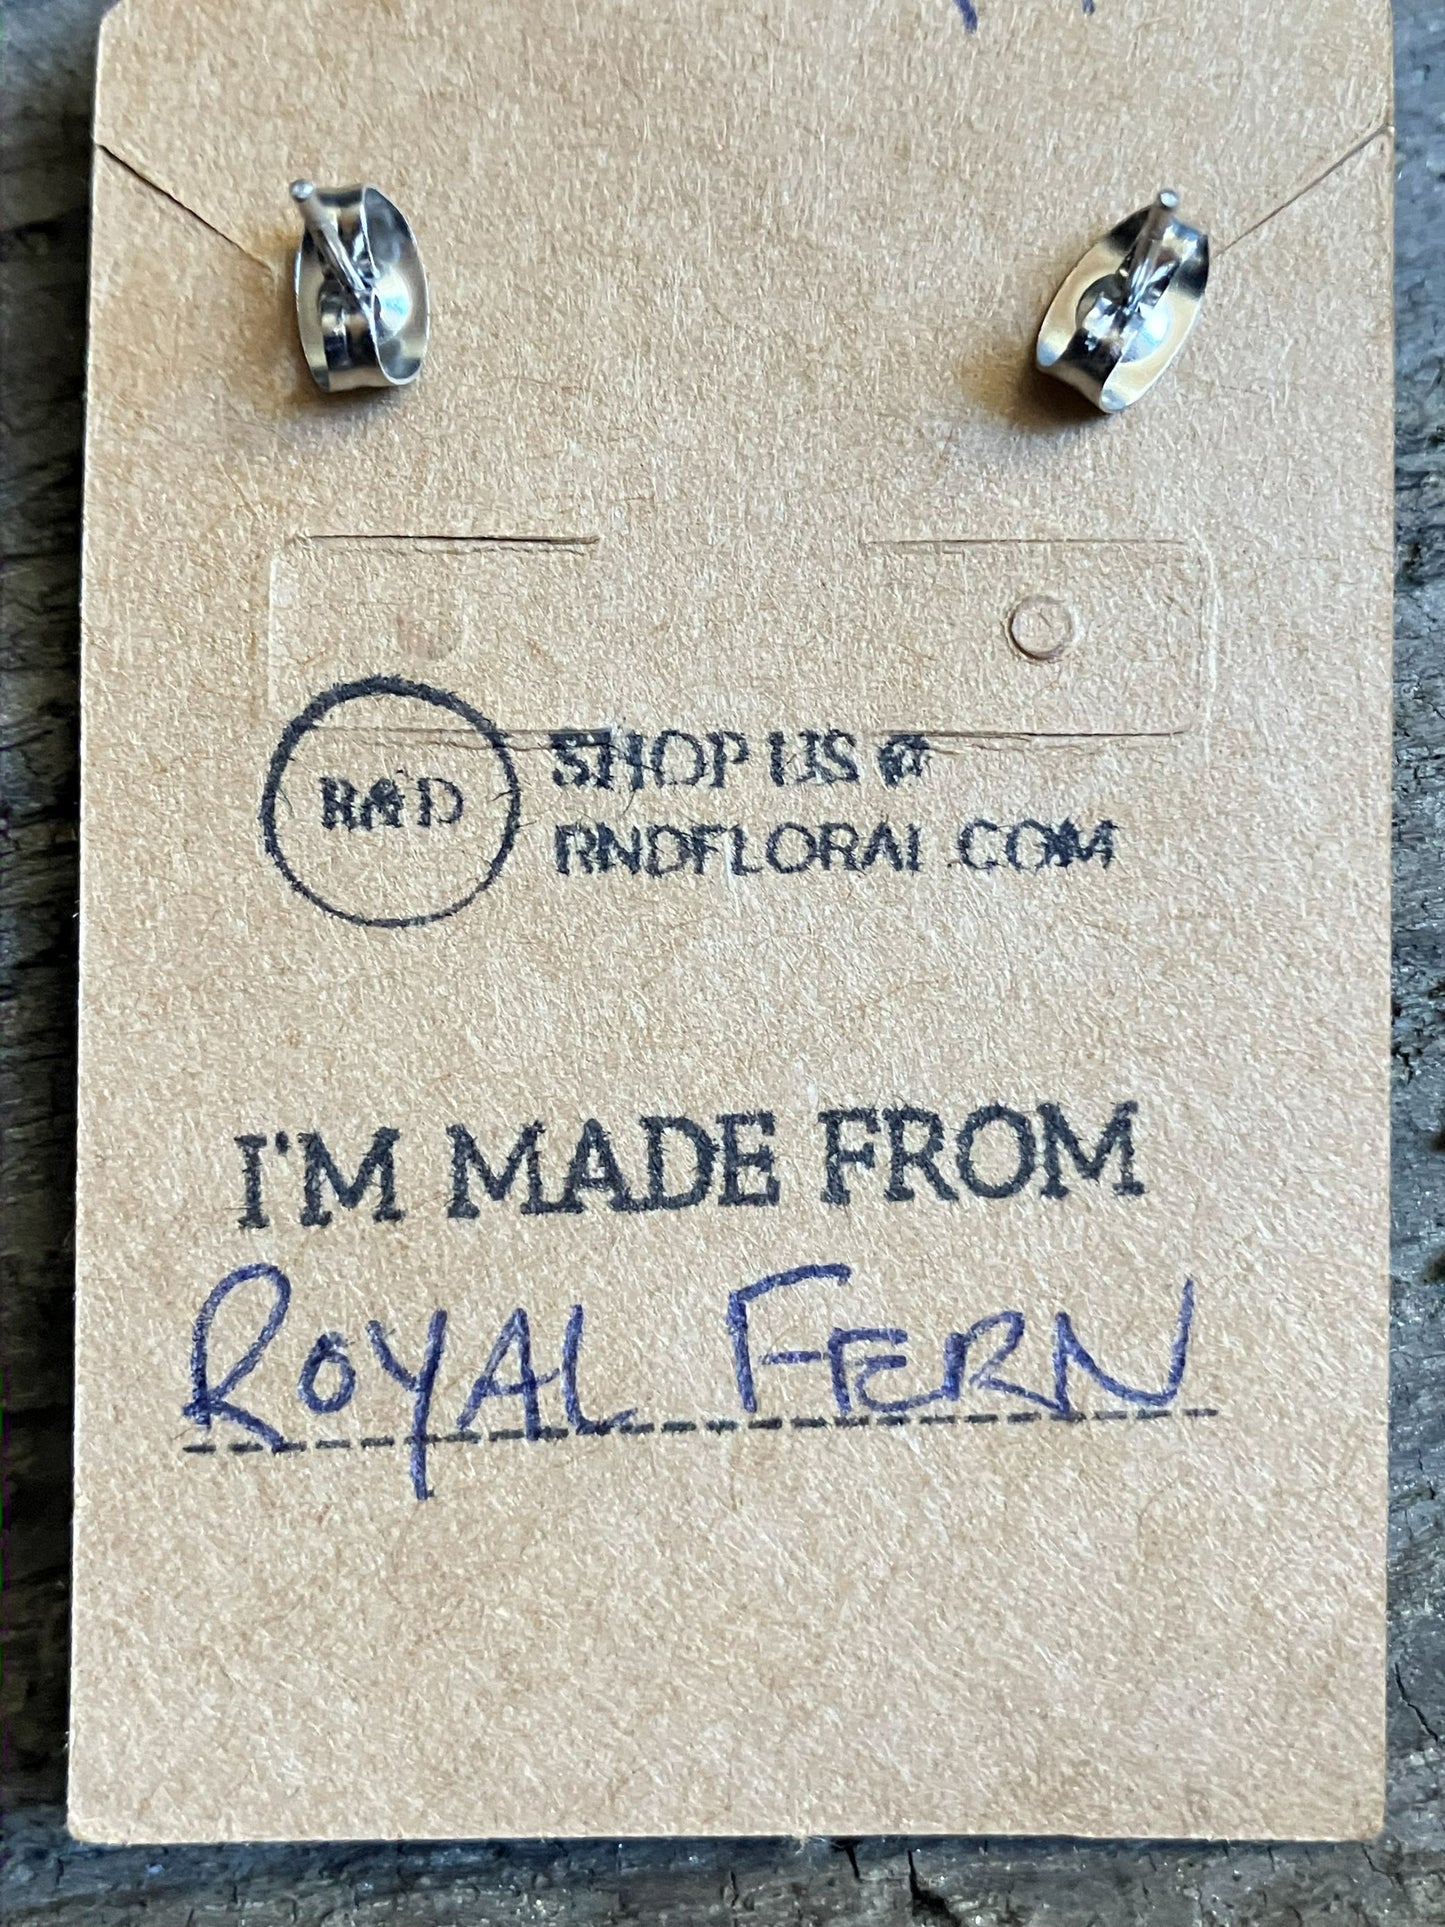 R&D
SHOP US @
RNDFLORAL.COM
I'M MADE FROM
ROYAL FERN